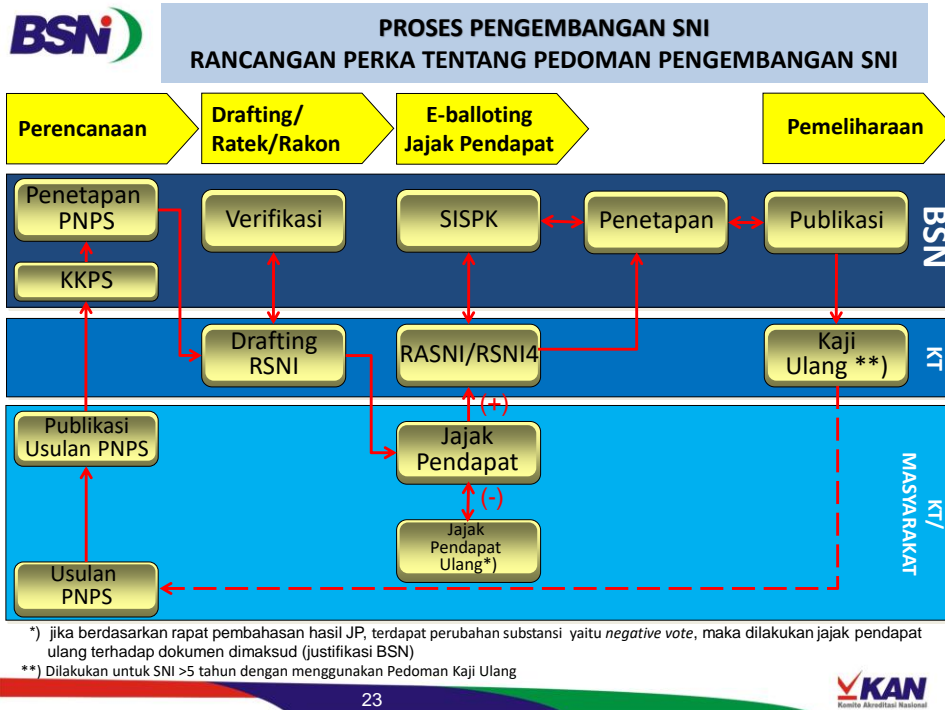 BSN
PROSES PENGEMBANGAN SNI
RANCANGAN PERKA TENTANG PEDOMAN PENGEMBANGAN SNI
Perencanaan
Drafting/
Ratek/Rakon
E-balloting
Jajak Pendapat
Pemeliharaan
Penetapan
PNPS
Verifikasi
SISPK
Penetapan
Publikasi
BSN
KKPS
Drafting
RSNI
RASNI/RSNI4
Kaji
Ulang **)
KT
(+)
Publikasi
Usulan PNPS
Jajak
Pendapat
KT/
MASYARAKAT
(-)
Jajak
Pendapat
Ulang*)
Usulan
PNPS
*) jika berdasarkan rapat pembahasan hasil JP, terdapat perubahan substansi yaitu negative vote, maka dilakukan jajak pendapat
ulang terhadap dokumen dimaksud (justifikasi BSN)
**) Dilakukan untuk SNI >5 tahun dengan menggunakan Pedoman Kaji Ulang
23
KAN
Komite Akreditasi Nasional